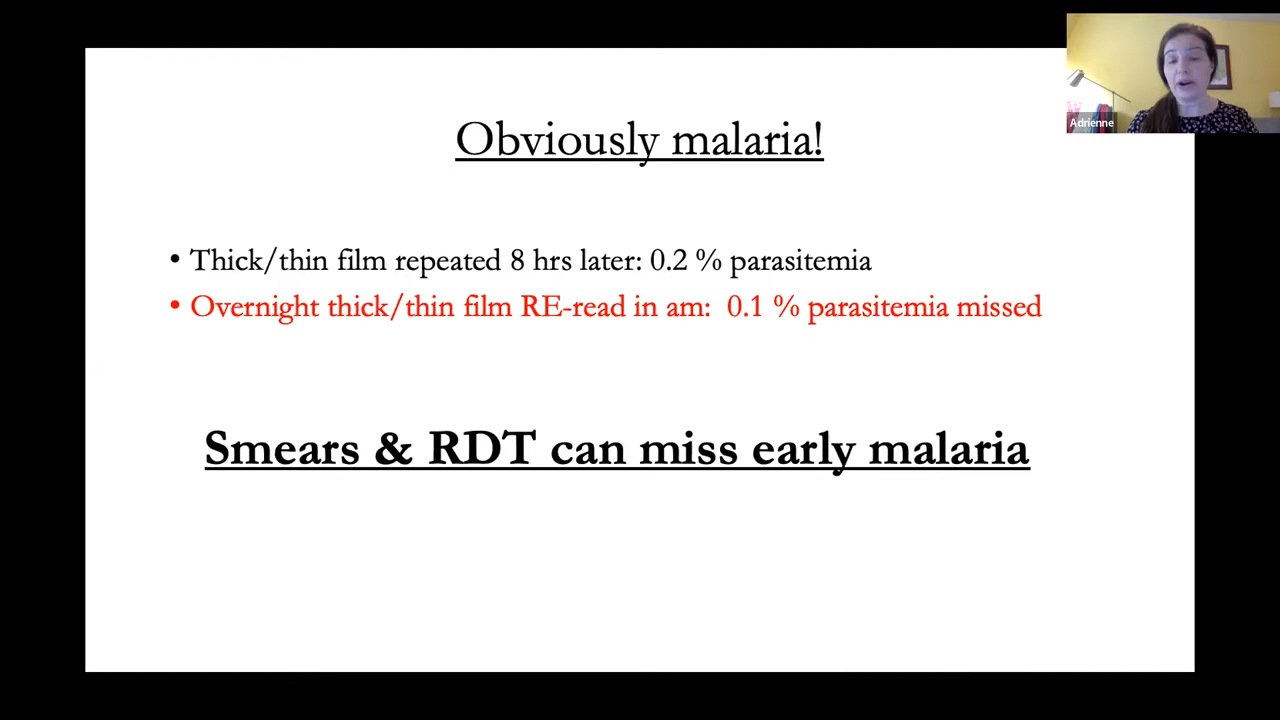 Adrienne
Obviously malaria!
• Thick/thin film repeated 8 hrs later: 0.2 % parasitemia
• Overnight thick/thin film RE-read in am: 0.1 % parasitemia missed
Smears & RDT can miss early malaria